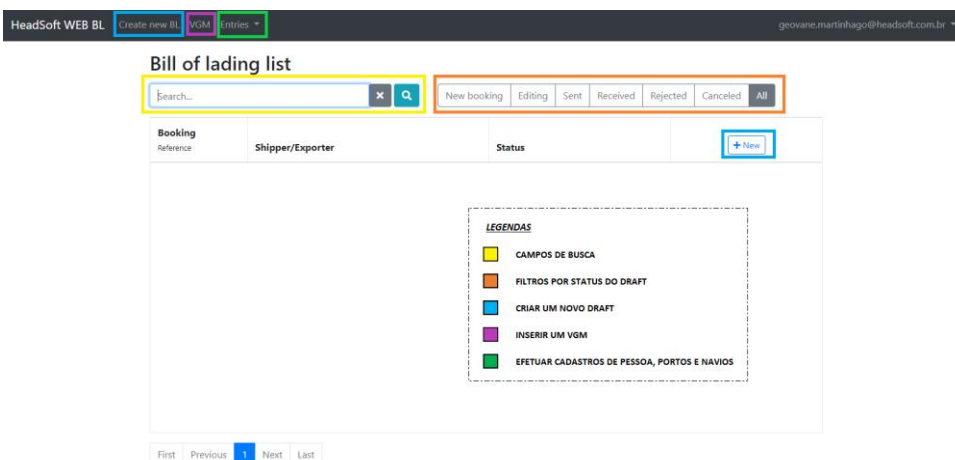 HeadSoft WEB BL Create new BL VGM Entries geovane.martinhago@headsoft.com.br
Bill of lading list
Search... New booking Editing Sent Received Rejected Canceled All
Booking
Reference Shipper/Exporter Status + New
LEGENDAS
CAMPOS DE BUSCA
FILTROS POR STATUS DO DRAFT
CRIAR UM NOVO DRAFT
INSERIR UM VGM
EFETUAR CADASTROS DE PESSOA, PORTOS E NAVIOS
First Previous 1 Next Last